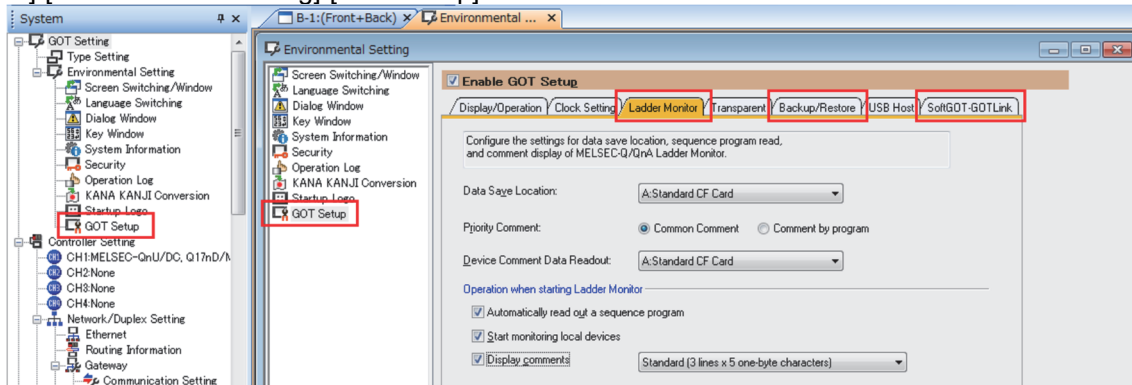 System
B-1:(Front+Back)
Environmental ...
GOT Setting
Type Setting
Environmental Setting
Screen Switching/Window
Language Switching
Dialog Window
Key Window
System Information
Security
Operation Log
KANA KANJI Conversion
Startup Logo
GOT Setup
Controller Setting
CH1:MELSEC-QnU/DC, Q17nD/M
CH2:None
CH3:None
CH4:None
Network/Duplex Setting
Ethernet
Routing Information
Gateway
Communication Setting
Environmental Setting
Screen Switching/Window
Language Switching
Dialog Window
Key Window
System Information
Security
Operation Log
KANA KANJI Conversion
Startup Logo
GOT Setup
Enable GOT Setup
Display/Operation Clock Setting Ladder Monitor Transparent Backup/Restore USB Host SoftGOT-GOTLink
Configure the settings for data save location, sequence program read,
and comment display of MELSEC-Q/QnA Ladder Monitor.
Data Save Location: A:Standard CF Card
Priority Comment: Common Comment Comment by program
Device Comment Data Readout: A:Standard CF Card
Operation when starting Ladder Monitor
Automatically read out a sequence program
Start monitoring local devices
Display comments Standard (3 lines x 5 one-byte characters)